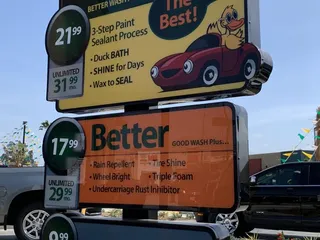 BETTER WASH
The
Best!
21.99
3-Step Paint
Sealant Process
• Duck BATH
• SHINE for Days
• Wax to SEAL
UNLIMITED
31.99
17.99
Better GOOD WASH Plus...
• Rain Repellent • Tire Shine
• Wheel Bright • Triple Foam
• Undercarriage Rust Inhibitor
UNLIMITED
29.99
9.99